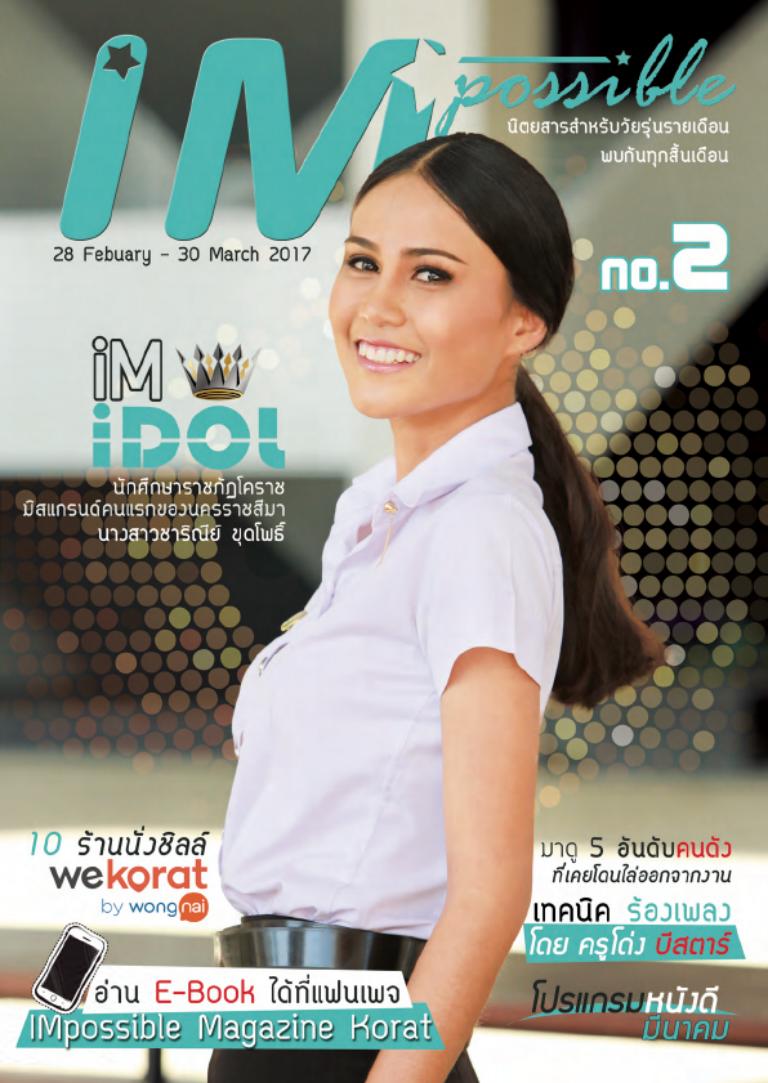 iMpossible
นิตยสารสำหรับวัยรุ่นรายเดือน
พบกันทุกสิ้นเดือน
28 Febuary - 30 March 2017
no.2
iM
iDOL
นักศึกษาราชภัฏโคราช
มิสแกรนด์คนแรกของนครราชสีมา
นางสาวชาริณีย์ ขุดโพธิ์
10 ร้านนั่งชิลล์
wekorat
by wongnai
อ่าน E-Book ได้ที่แฟนเพจ
IMpossible Magazine Korat
มาดู 5 อันดับคนดัง
ที่เคยโดนไล่ออกจากงาน
เทคนิค ร้องเพลง
โดย ครูโด่ง บีสตาร์
โปรแกรมหนังดี
มีนาคม